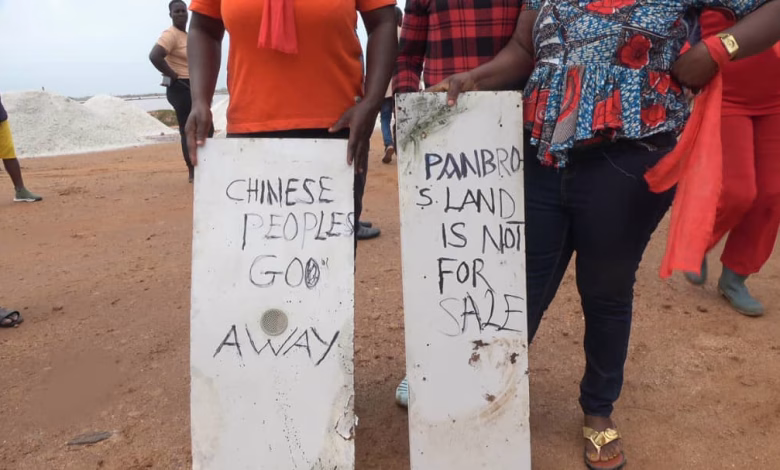 CHINESE
PEOPLES
GOO
AWAY
PANBRO-
S. LAND
IS NOT
FOR
SALE